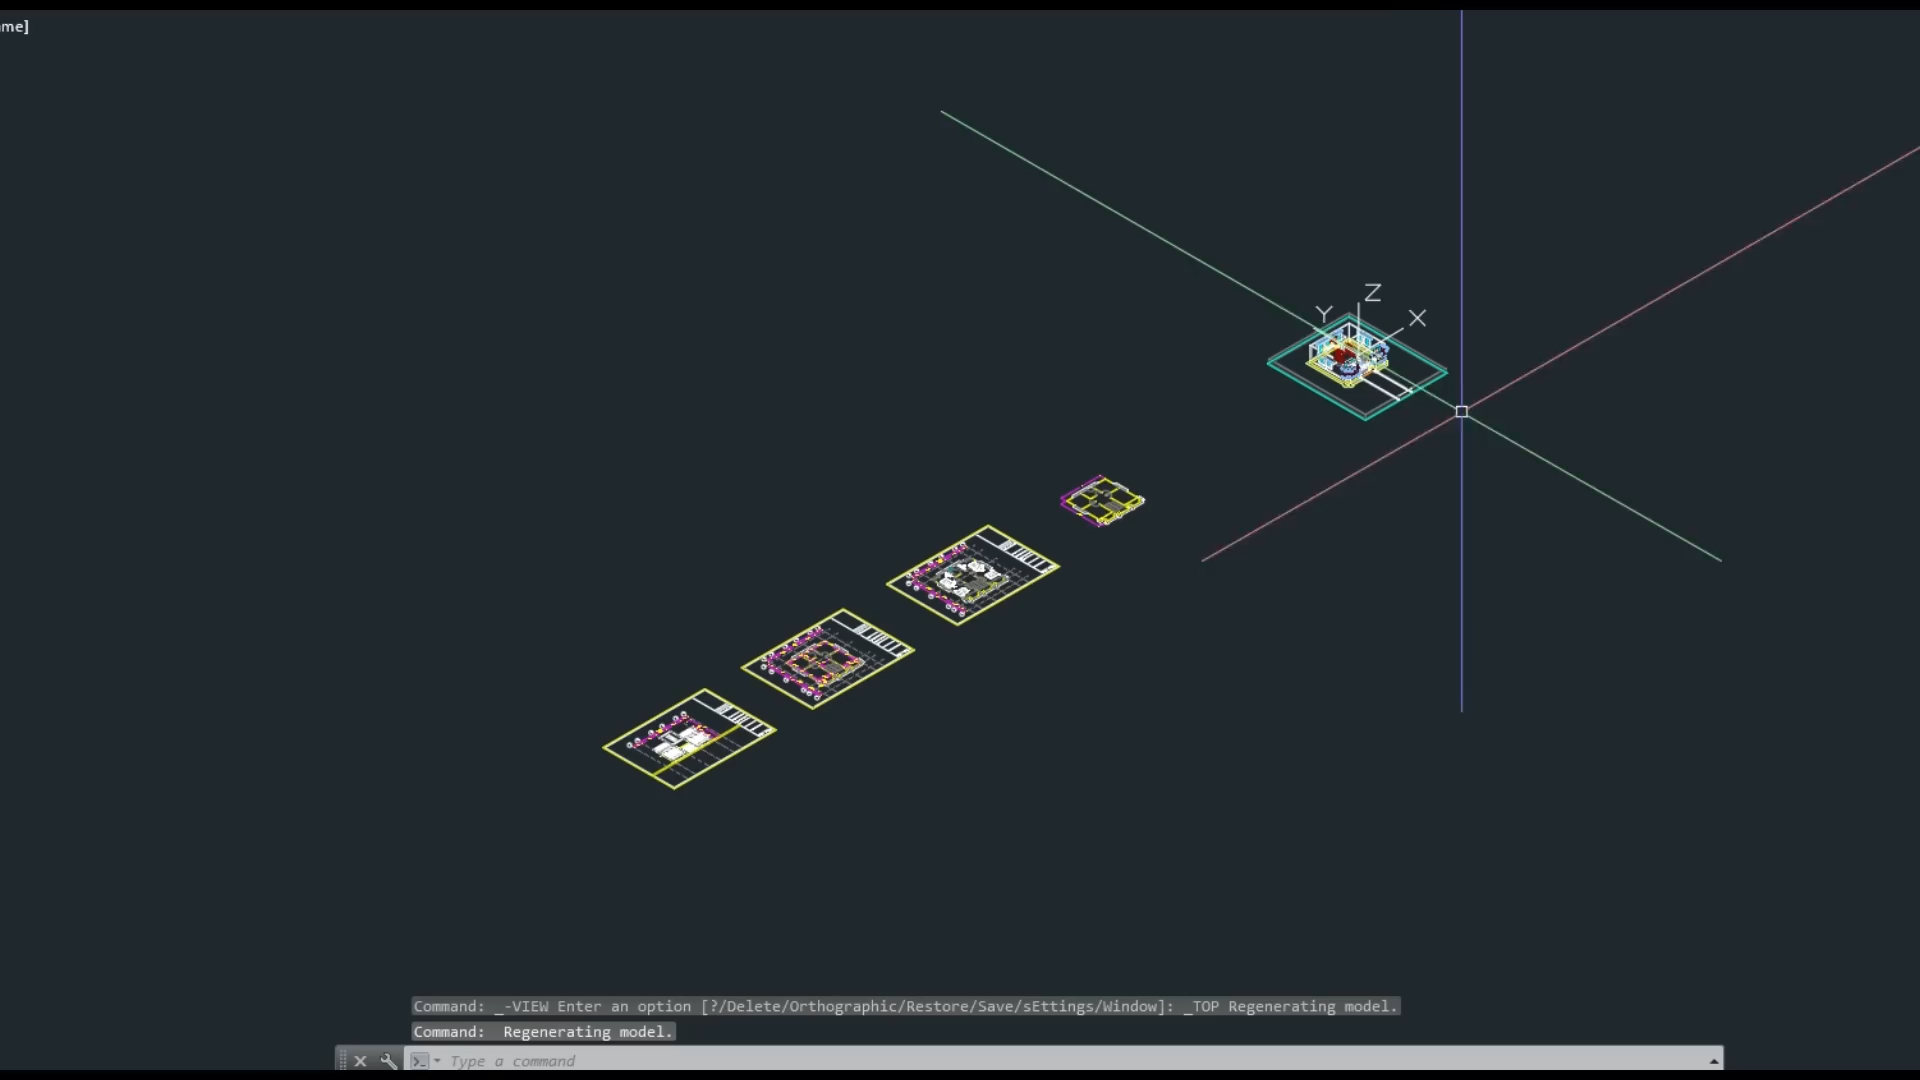 ame]
Z
Y
X
Command: _-VIEW Enter an option [?/Delete/Orthographic/Restore/Save/sEttings/Window]: _TOP Regenerating model.
Command:  Regenerating model.
Type a command